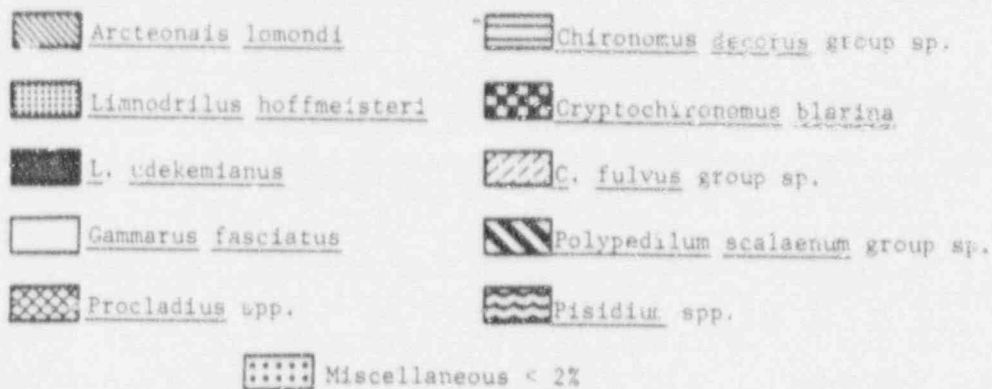 Arcteonais lomondi
Limnodrilus hoffmeisteri
L. udekemianus
Gammarus fasciatus
Procladius spp.
Chironomus decorus group sp.
Cryptochironomus blarina
C. fulvus group sp.
Polypedilum scalaenum group sp.
Pisidium spp.
Miscellaneous < 2%